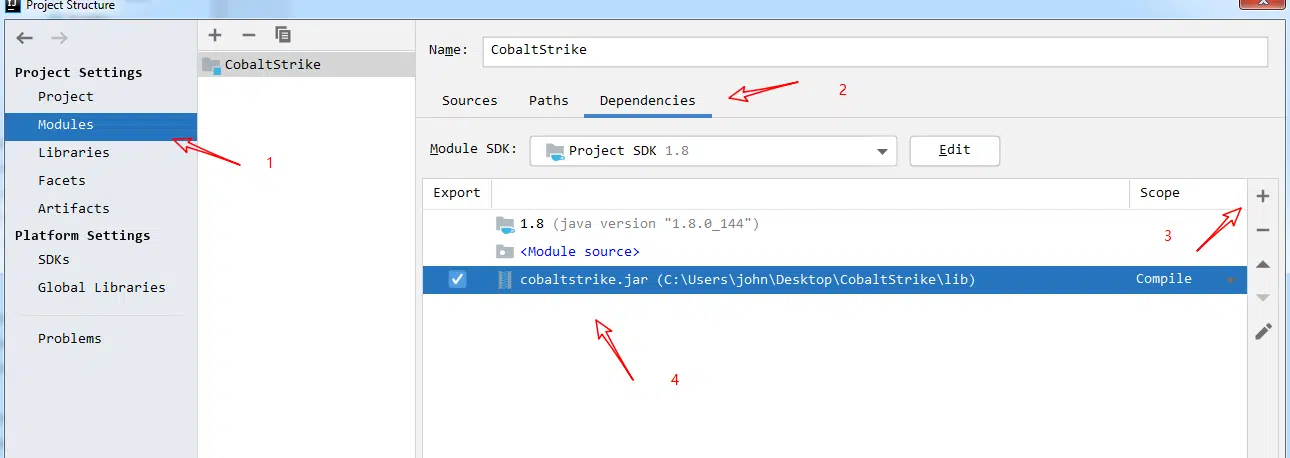 Project Structure
Project Settings
Project
Modules
Libraries
Facets
Artifacts
Platform Settings
SDKs
Global Libraries
Problems
CobaltStrike
Name: CobaltStrike
Sources Paths Dependencies
Module SDK: Project SDK 1.8 Edit
Export Scope
1.8 (java version "1.8.0_144")
<Module source>
cobaltstrike.jar (C:\Users\john\Desktop\CobaltStrike\lib) Compile
1
2
3
4